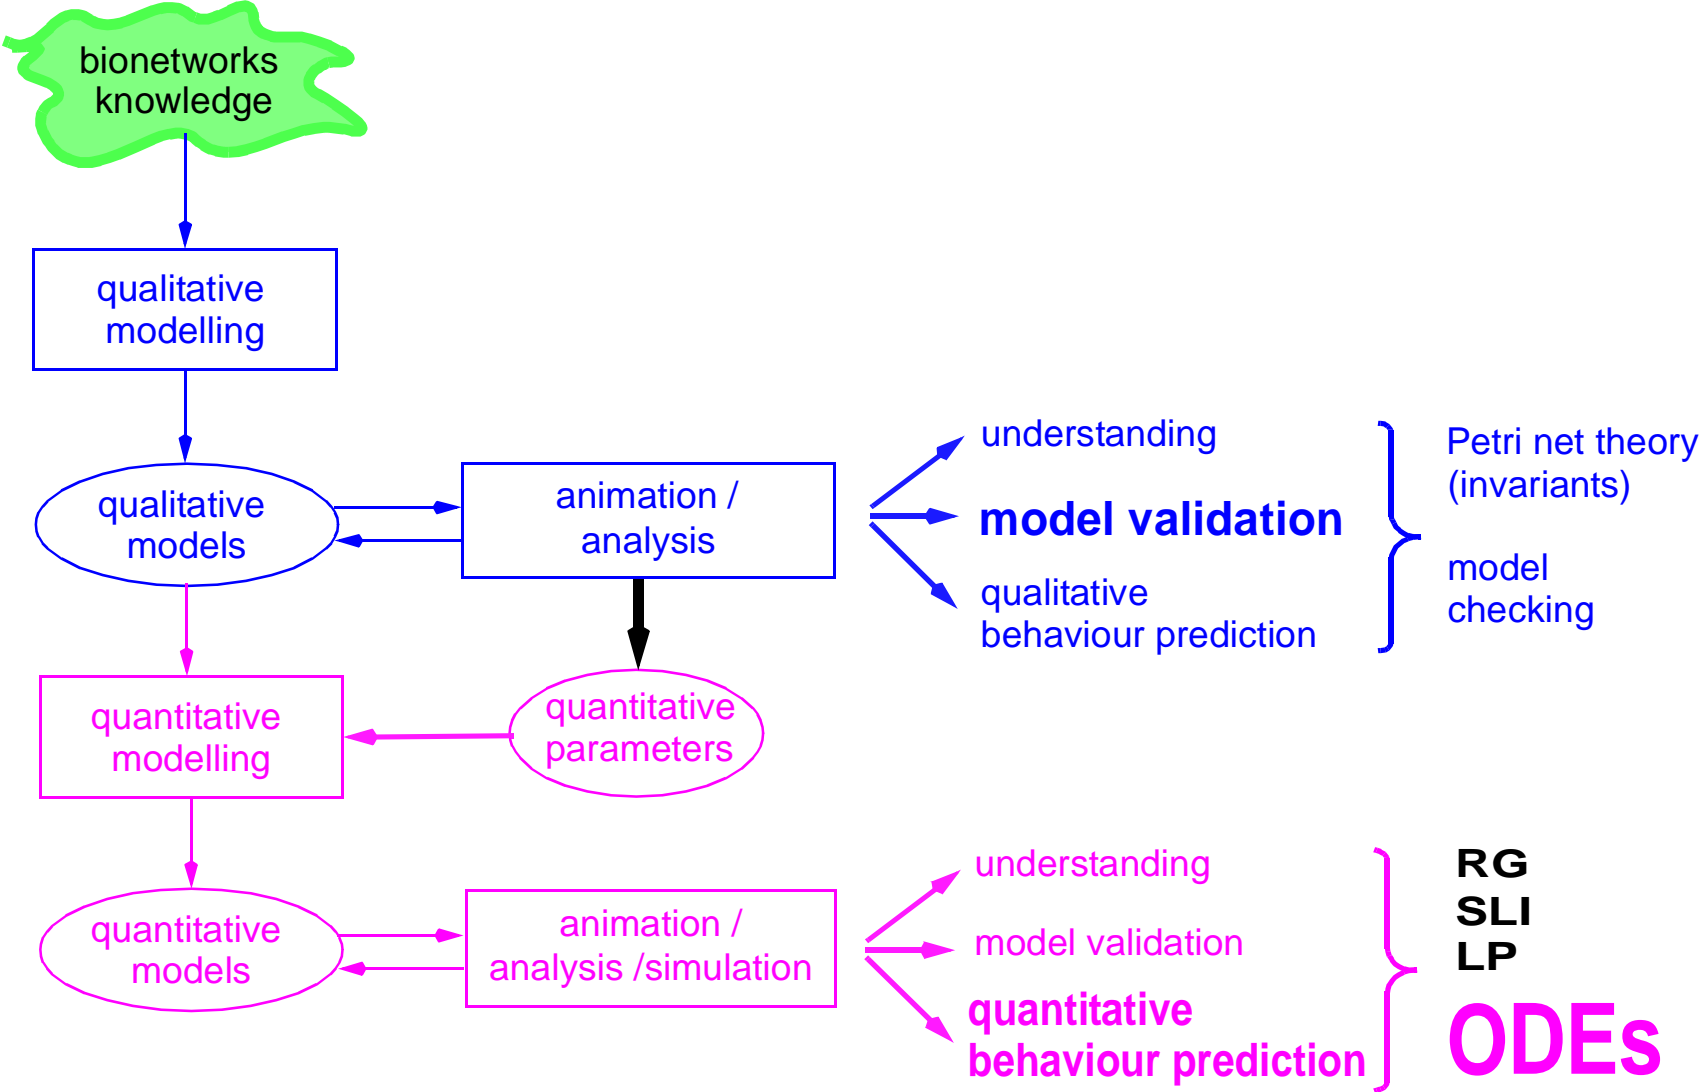 bionetworks
knowledge
qualitative
modelling
qualitative
models
animation /
analysis
understanding
model validation
qualitative
behaviour prediction
Petri net theory
(invariants)
model
checking
quantitative
modelling
quantitative
parameters
quantitative
models
animation /
analysis /simulation
understanding
model validation
quantitative
behaviour prediction
RG
SLI
LP
ODEs